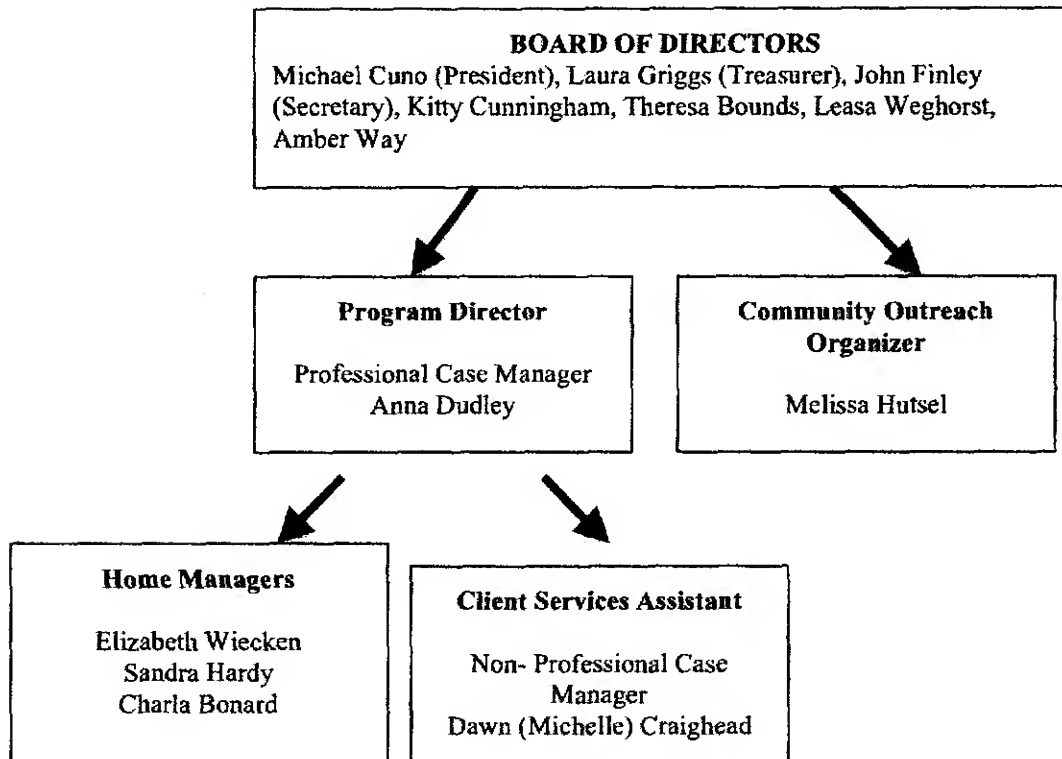 BOARD OF DIRECTORS
Michael Cuno (President), Laura Griggs (Treasurer), John Finley
(Secretary), Kitty Cunningham, Theresa Bounds, Leasa Weghorst,
Amber Way
Program Director
Professional Case Manager
Anna Dudley
Community Outreach
Organizer
Melissa Hutsel
Home Managers
Elizabeth Wiecken
Sandra Hardy
Charla Bonard
Client Services Assistant
Non- Professional Case
Manager
Dawn (Michelle) Craighead